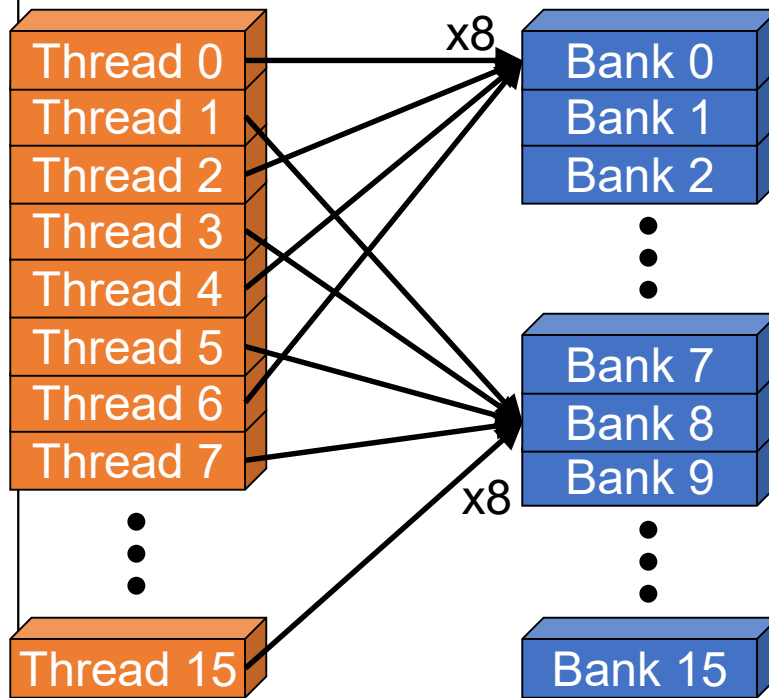 x8
Thread 0
Thread 1
Thread 2
Thread 3
Thread 4
Thread 5
Thread 6
Thread 7
Thread 15
Bank 0
Bank 1
Bank 2
Bank 7
Bank 8
Bank 9
x8
Bank 15